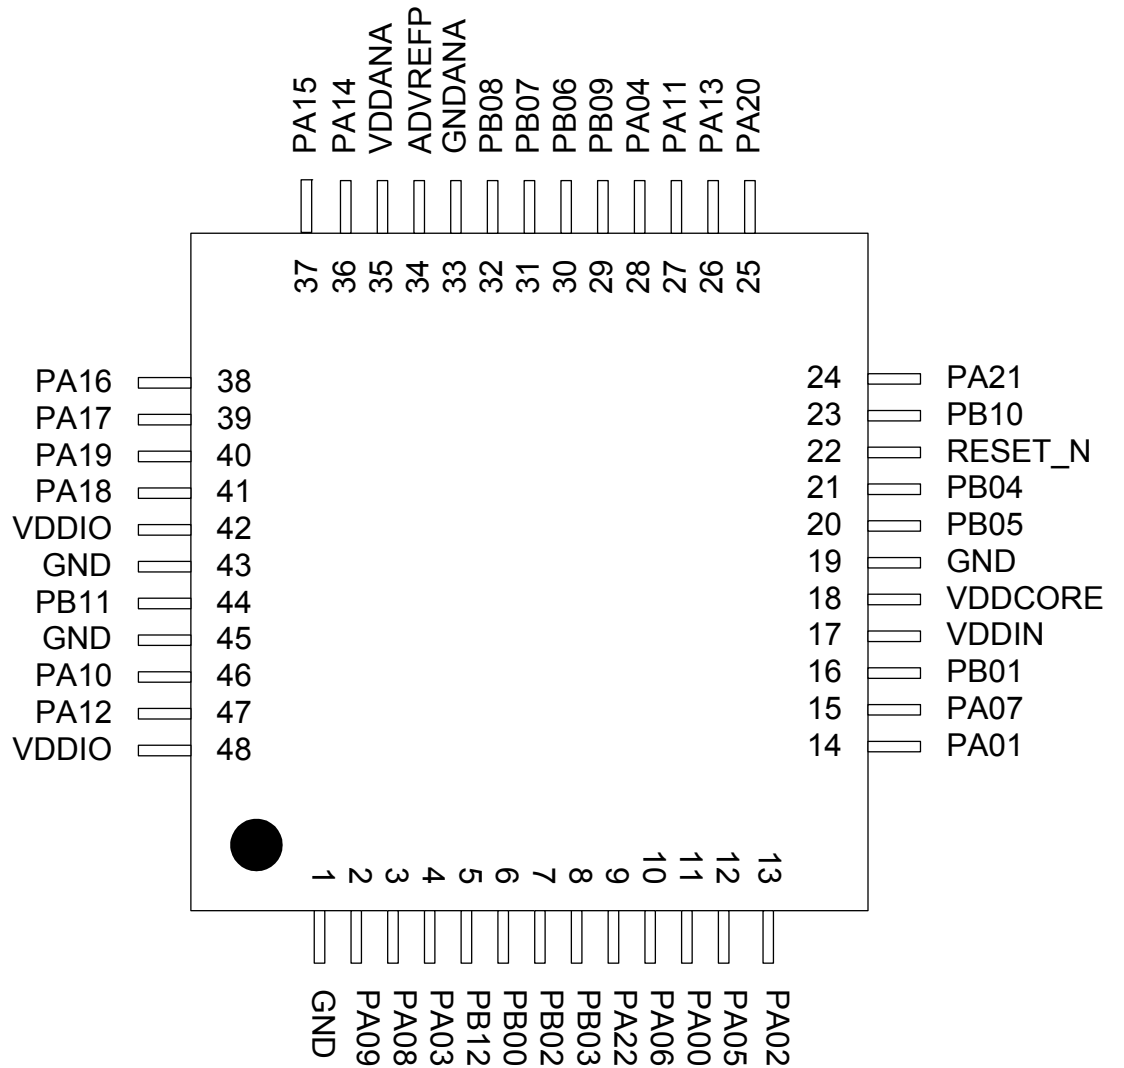 PA15 PA14 VDDANA ADVREFP GNDANA PB08 PB07 PB06 PB09 PA04 PA11 PA13 PA20
37 36 35 34 33 32 31 30 29 28 27 26 25
PA16 38 24 PA21
PA17 39 23 PB10
PA19 40 22 RESET_N
PA18 41 21 PB04
VDDIO 42 20 PB05
GND 43 19 GND
PB11 44 18 VDDCORE
GND 45 17 VDDIN
PA10 46 16 PB01
PA12 47 15 PA07
VDDIO 48 14 PA01
1 2 3 4 5 6 7 8 9 10 11 12 13
GND PA09 PA08 PA03 PB12 PB00 PB02 PB03 PA22 PA06 PA00 PA05 PA02